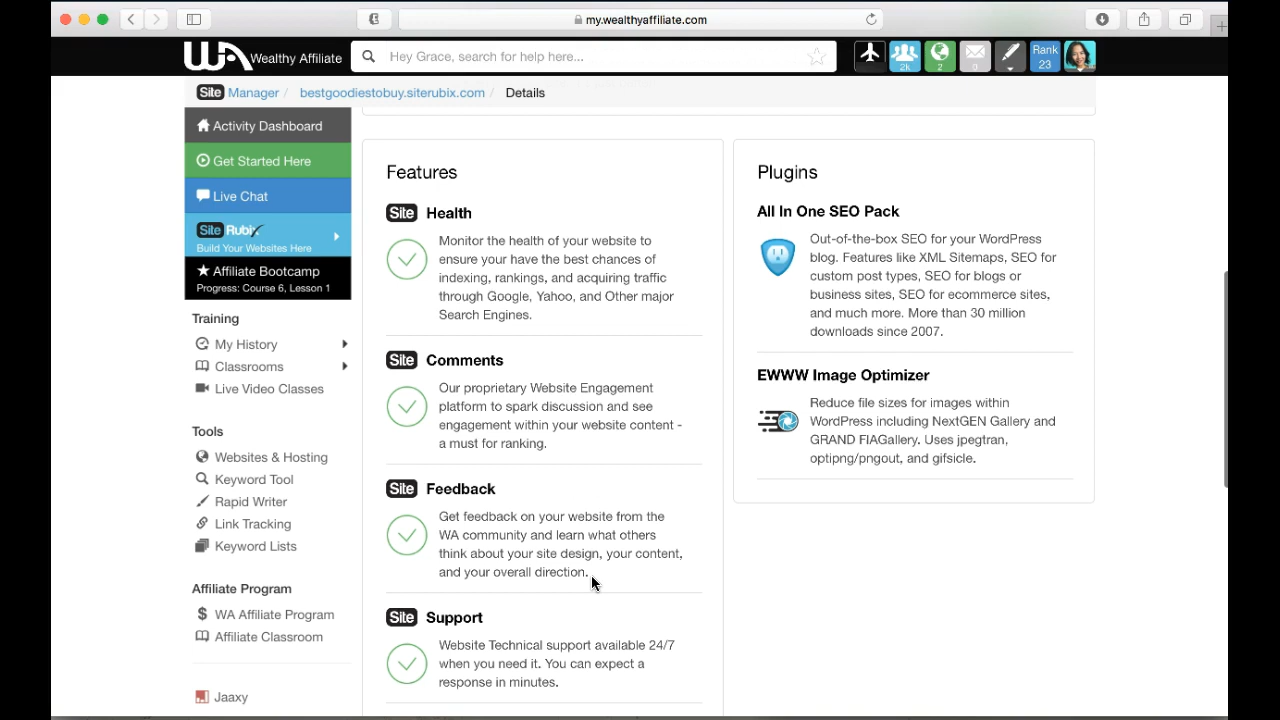 my.wealthyaffiliate.com
WA Wealthy Affiliate
Hey Grace, search for help here...
2k
2
0
Rank
23
Site Manager / bestgoodiestobuy.siterubix.com / Details
Activity Dashboard
Get Started Here
Live Chat
Site Rubix
Build Your Websites Here
Affiliate Bootcamp
Progress: Course 6, Lesson 1
Training
My History
Classrooms
Live Video Classes
Tools
Websites & Hosting
Keyword Tool
Rapid Writer
Link Tracking
Keyword Lists
Affiliate Program
WA Affiliate Program
Affiliate Classroom
Jaaxy
Features
Site Health
Monitor the health of your website to
ensure your have the best chances of
indexing, rankings, and acquiring traffic
through Google, Yahoo, and Other major
Search Engines.
Site Comments
Our proprietary Website Engagement
platform to spark discussion and see
engagement within your website content -
a must for ranking.
Site Feedback
Get feedback on your website from the
WA community and learn what others
think about your site design, your content,
and your overall direction.
Site Support
Website Technical support available 24/7
when you need it. You can expect a
response in minutes.
Plugins
All In One SEO Pack
Out-of-the-box SEO for your WordPress
blog. Features like XML Sitemaps, SEO for
custom post types, SEO for blogs or
business sites, SEO for ecommerce sites,
and much more. More than 30 million
downloads since 2007.
EWWW Image Optimizer
Reduce file sizes for images within
WordPress including NextGEN Gallery and
GRAND FlAGallery. Uses jpegtran,
optipng/pngout, and gifsicle.